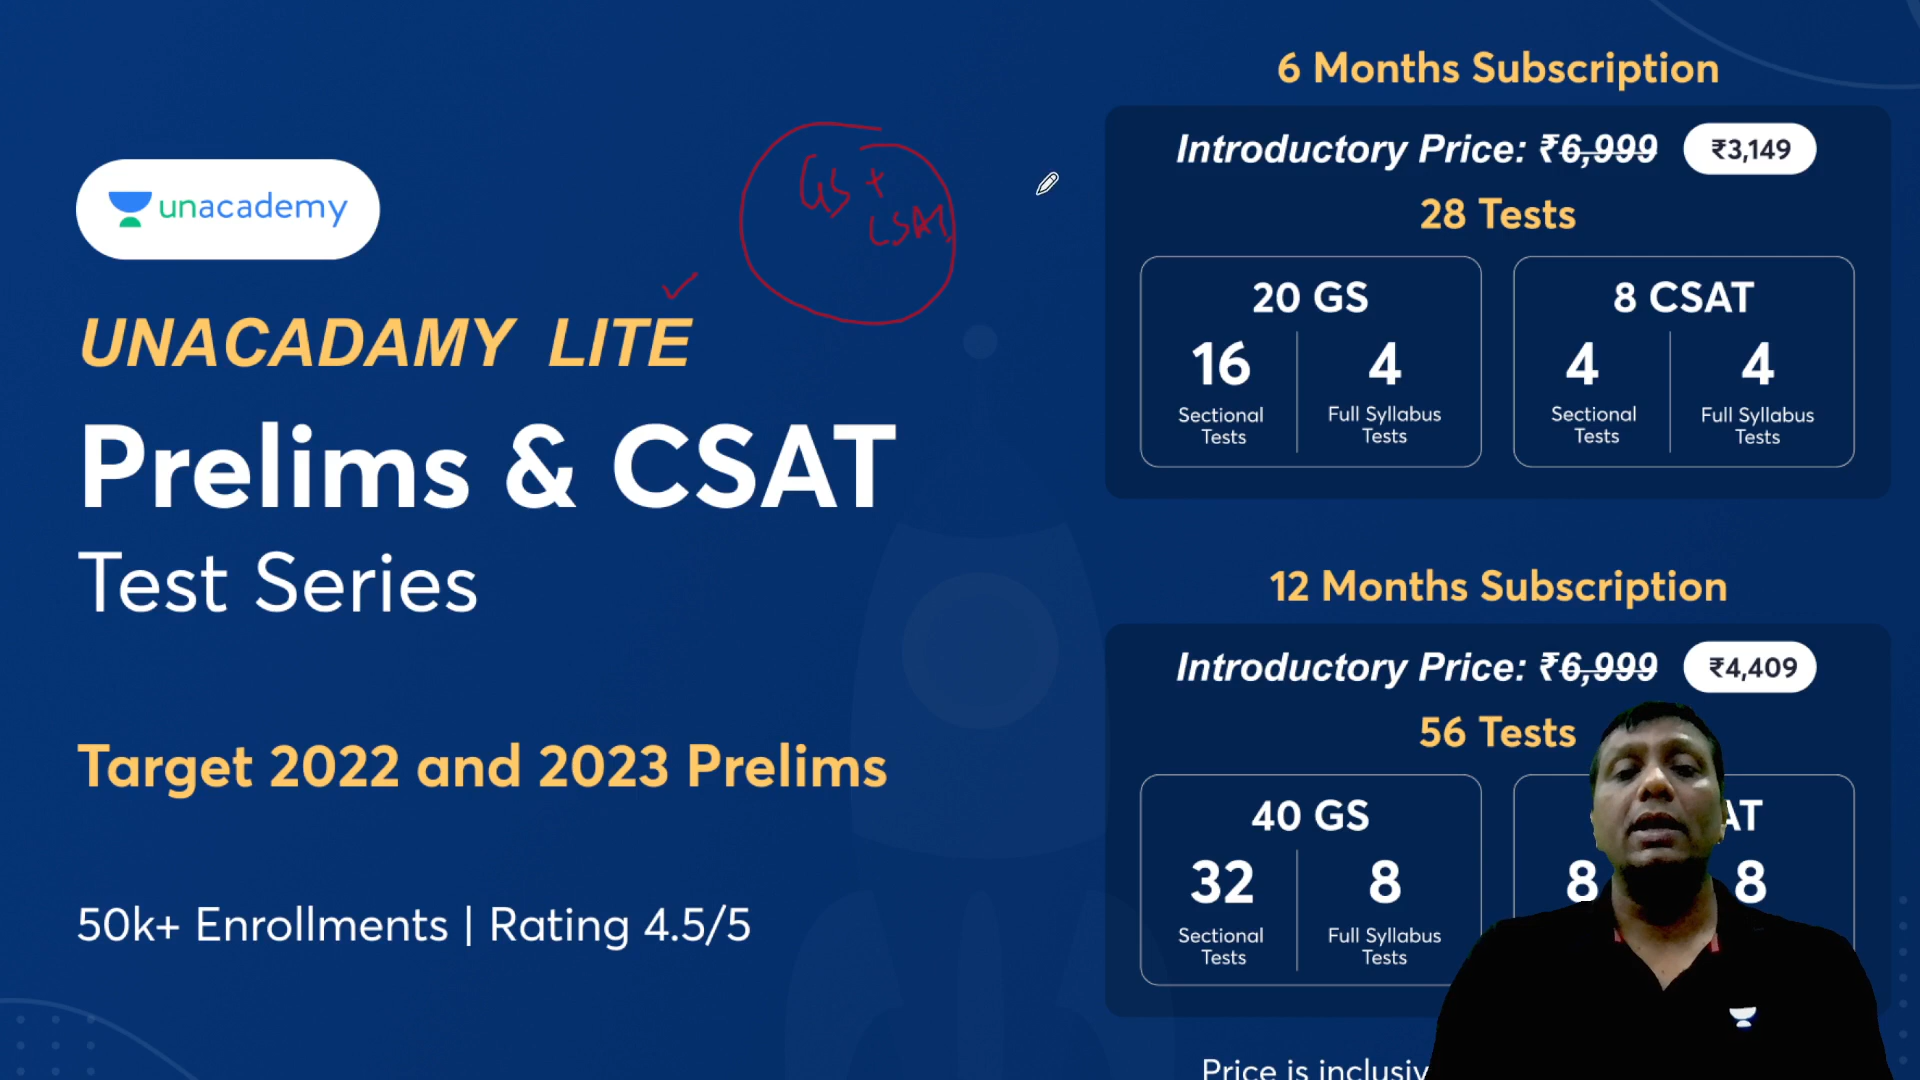 unacademy
UNACADAMY LITE
Prelims & CSAT
Test Series
Target 2022 and 2023 Prelims
50k+ Enrollments | Rating 4.5/5
GS +
CSAT
6 Months Subscription
Introductory Price: ₹6,999 ₹3,149
28 Tests
20 GS
16
Sectional
Tests
4
Full Syllabus
Tests
8 CSAT
4
Sectional
Tests
4
Full Syllabus
Tests
12 Months Subscription
Introductory Price: ₹6,999 ₹4,409
56 Tests
40 GS
32
Sectional
Tests
8
Full Syllabus
Tests
AT
8
8
Price is